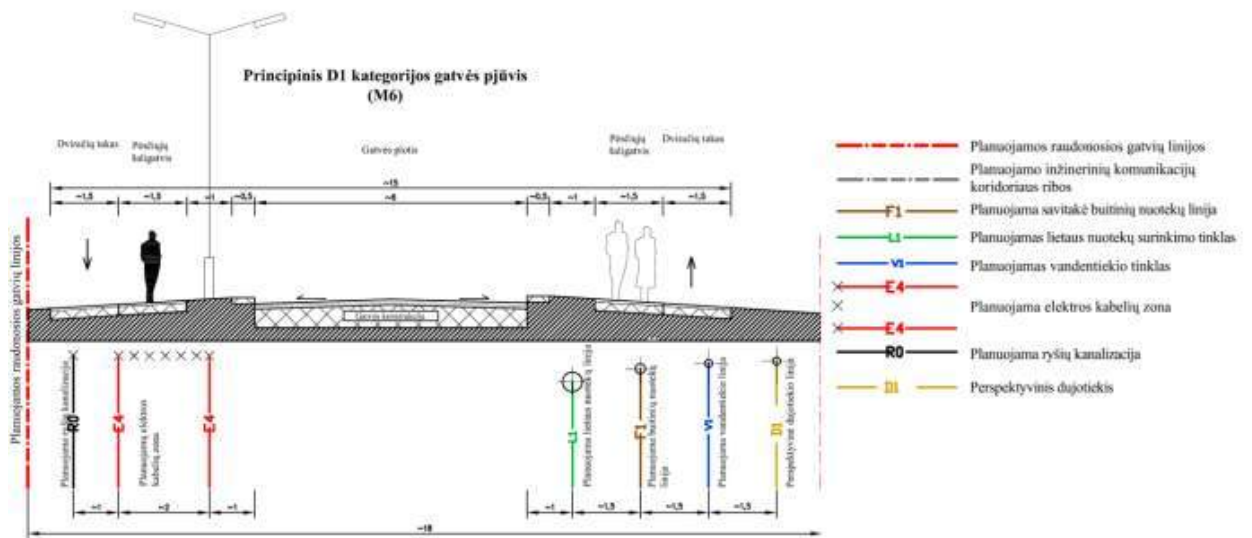 Principinis D1 kategorijos gatvės pjūvis
(M6)
Dviračių takas
Pėsčiųjų
šaligatvis
Gatvės plotis
Pėsčiųjų
šaligatvis
Dviračių takas
~15
~1,5
~1,5
~1
~0,5
~6
~0,5
~1
~1,5
~1,5
Planuojamos raudonosios gatvių linijos
Gatvės konstrukcija
Planuojama ryšių kanalizacija
R0
E4
Planuojamų elektros
kabelių zona
E4
L1
Planuojama lietaus nuotekų linija
F1
Planuojama buitinių nuotekų
linija
V1
Planuojama vandentiekio linija
D1
Perspektyvinė dujotiekio linija
~1
~2
~1
~1
~1,5
~1,5
~1,5
~18
Planuojamos raudonosios gatvių linijos
Planuojamo inžinerinių komunikacijų
koridoriaus ribos
F1 Planuojama savitakė buitinių nuotekų linija
L1 Planuojamas lietaus nuotekų surinkimo tinklas
V1 Planuojamas vandentiekio tinklas
E4
Planuojama elektros kabelių zona
E4
R0 Planuojama ryšių kanalizacija
D1 Perspektyvinis dujotiekis